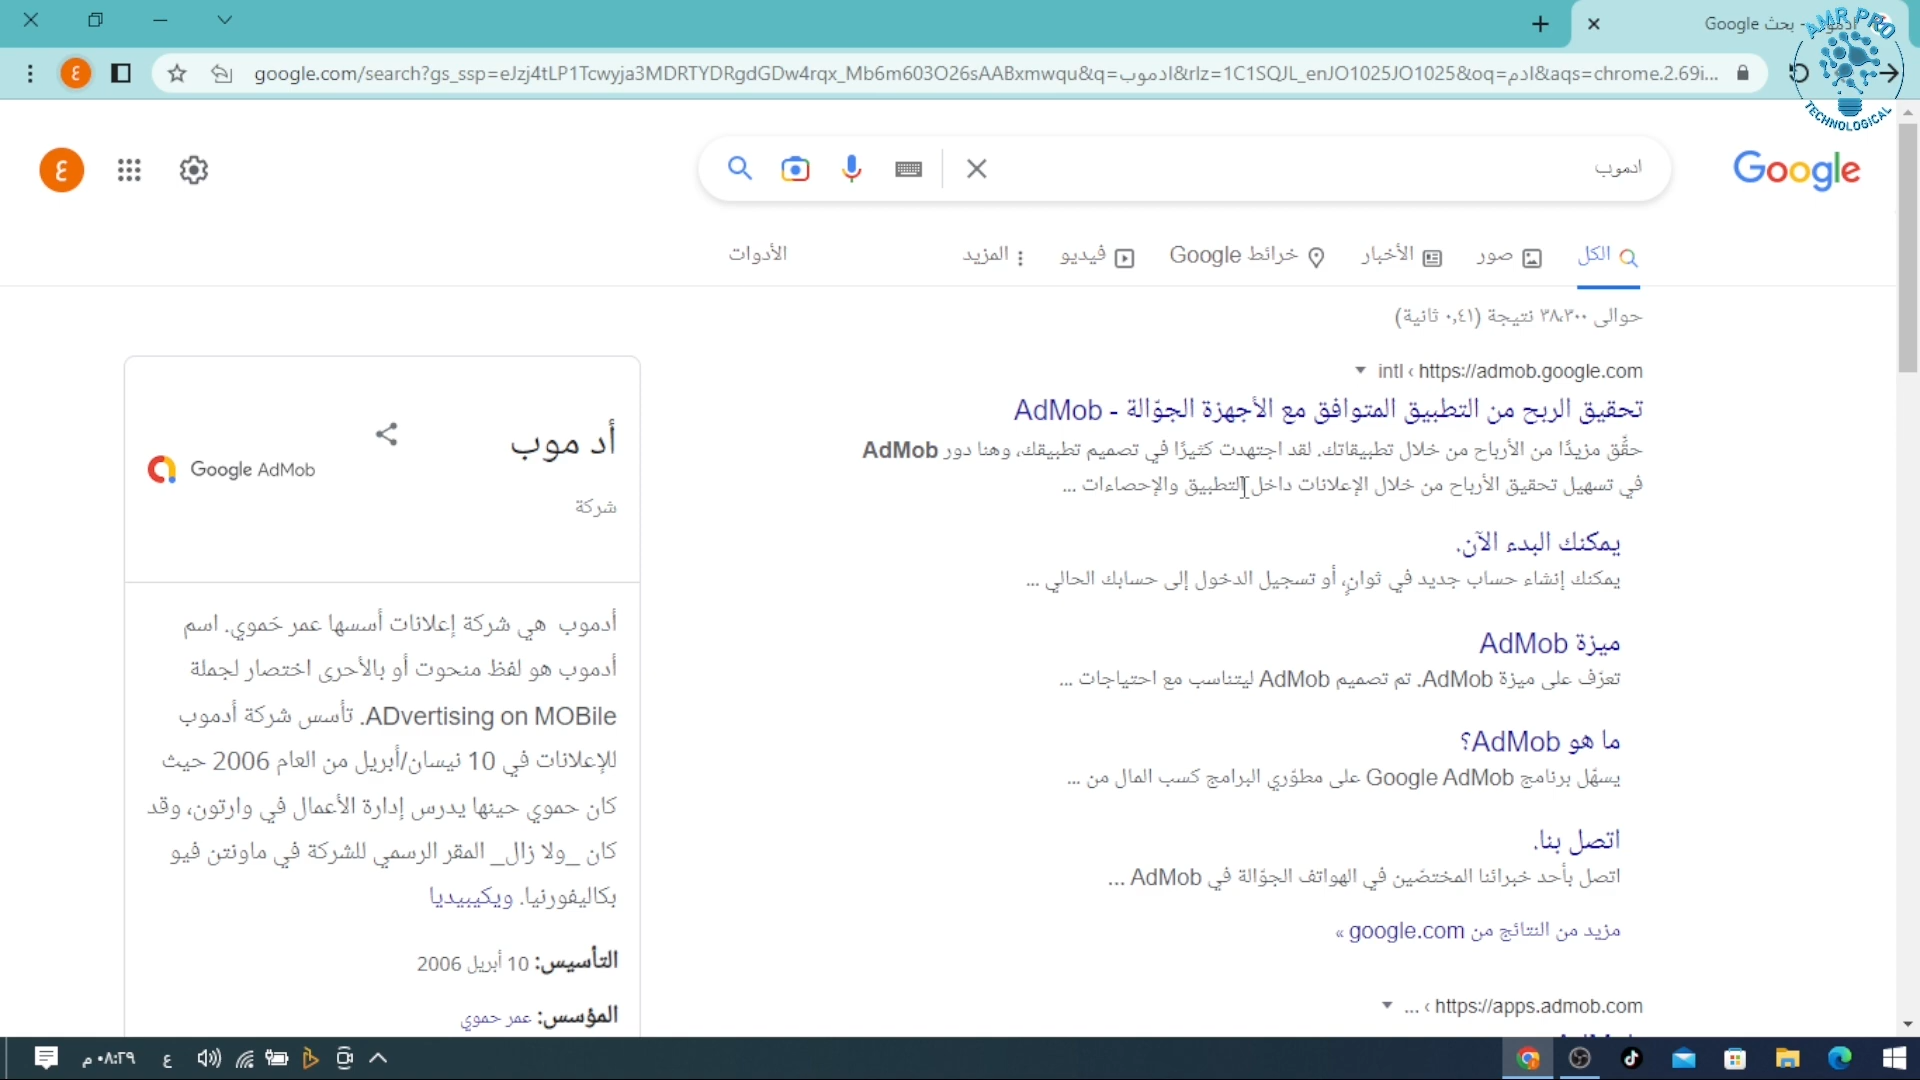 ادموب - بحث Google
AMR PRO
TECHNOLOGICAL
google.com/search?gs_ssp=eJzj4tLP1Tcwyja3MDRTYDRgdGDw4rqx_Mb6m603O26sAABxmwqu&q=ادموب&rlz=1C1SQJL_enJO1025JO1025&oq=ادم&aqs=chrome.2.69i...
ع
Google
ادموب
ع
الكل
صور
الأخبار
خرائط Google
فيديو
المزيد
الأدوات
حوالى ٣٨،٣٠٠ نتيجة (٠,٤١ ثانية)
https://admob.google.com › intl
تحقيق الربح من التطبيق المتوافق مع الأجهزة الجوّالة - AdMob
حقِّق مزيدًا من الأرباح من خلال تطبيقاتك. لقد اجتهدت كثيرًا في تصميم تطبيقك، وهنا دور AdMob
في تسهيل تحقيق الأرباح من خلال الإعلانات داخل التطبيق والإحصاءات ...
يمكنك البدء الآن.
يمكنك إنشاء حساب جديد في ثوانٍ، أو تسجيل الدخول إلى حسابك الحالي ...
ميزة AdMob
تعرّف على ميزة AdMob. تم تصميم AdMob ليتناسب مع احتياجات ...
ما هو AdMob؟
يسهّل برنامج Google AdMob على مطوّري البرامج كسب المال من ...
اتصل بنا.
اتصل بأحد خبرائنا المختصّين في الهواتف الجوّالة في AdMob ...
مزيد من النتائج من google.com »
https://apps.admob.com › ...
أد موب
Google AdMob
شركة
أدموب هي شركة إعلانات أسسها عمر حَموي. اسم
أدموب هو لفظ منحوت أو بالأحرى اختصار لجملة
ADvertising on MOBile. تأسس شركة أدموب
للإعلانات في 10 نيسان/أبريل من العام 2006 حيث
كان حموي حينها يدرس إدارة الأعمال في وارتون، وقد
كان _ولا زال_ المقر الرسمي للشركة في ماونتن فيو
بكاليفورنيا. ويكيبيديا
التأسيس: 10 أبريل 2006
المؤسس: عمر حموي
ع
٠٨:٢٩ م